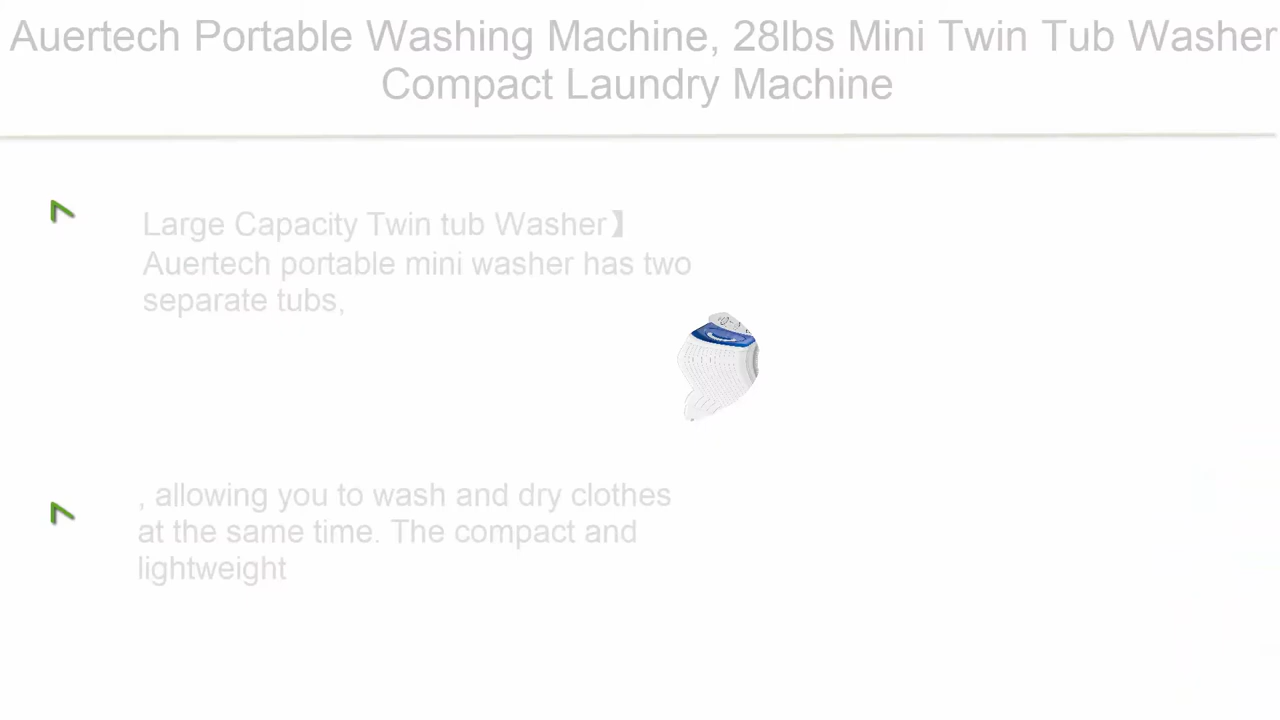 Auertech Portable Washing Machine, 28lbs Mini Twin Tub Washer
Compact Laundry Machine
Large Capacity Twin tub Washer】
Auertech portable mini washer has two
separate tubs,
, allowing you to wash and dry clothes
at the same time. The compact and
lightweight